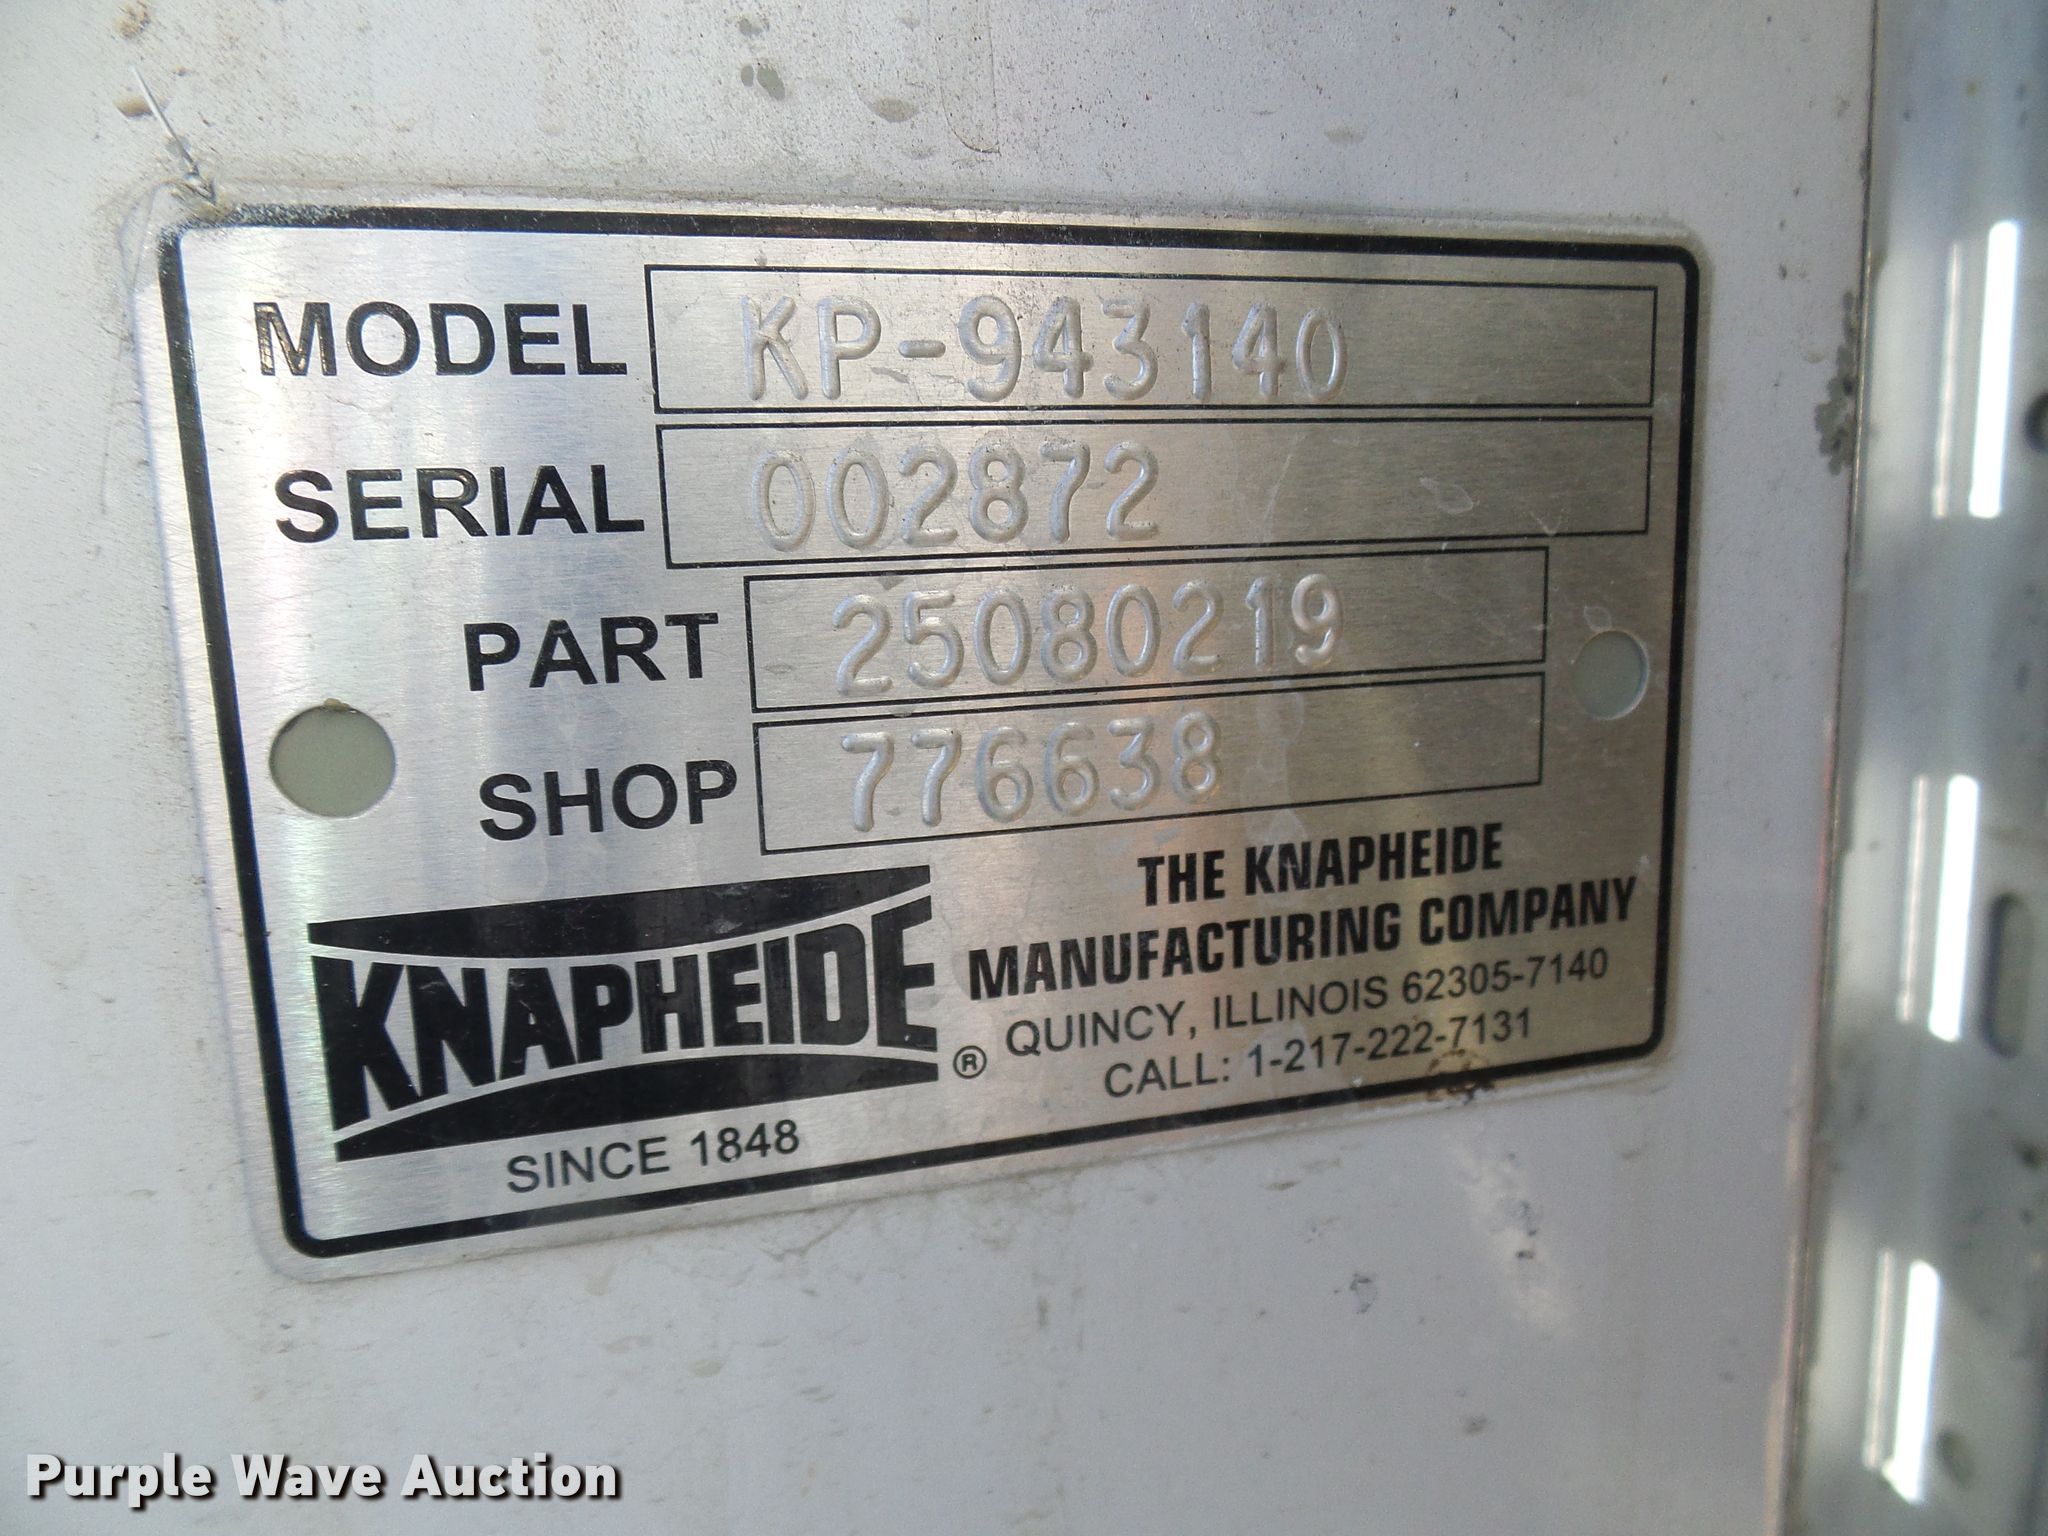 MODEL KP-943140
SERIAL 002872
PART 25080219
SHOP 776638
KNAPHEIDE ®
SINCE 1848
THE KNAPHEIDE
MANUFACTURING COMPANY
QUINCY, ILLINOIS 62305-7140
CALL: 1-217-222-7131
Purple Wave Auction